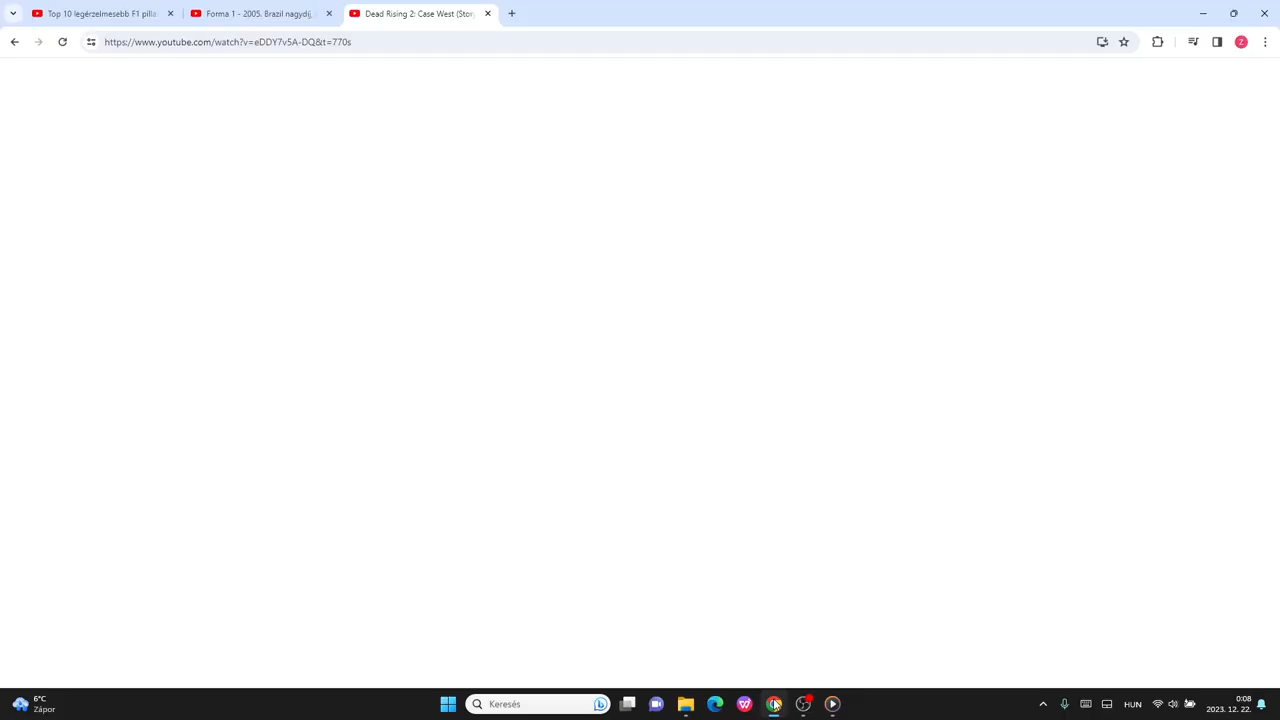 Top 10 legérzelmesebb F1 pilla
Forma 1 - 2005. Brazil nagydíj,
Dead Rising 2: Case West (Story
https://www.youtube.com/watch?v=eDDY7v5A-DQ&t=770s
Z
6°C
Zápor
Keresés
HUN
0:08
2023. 12. 22.